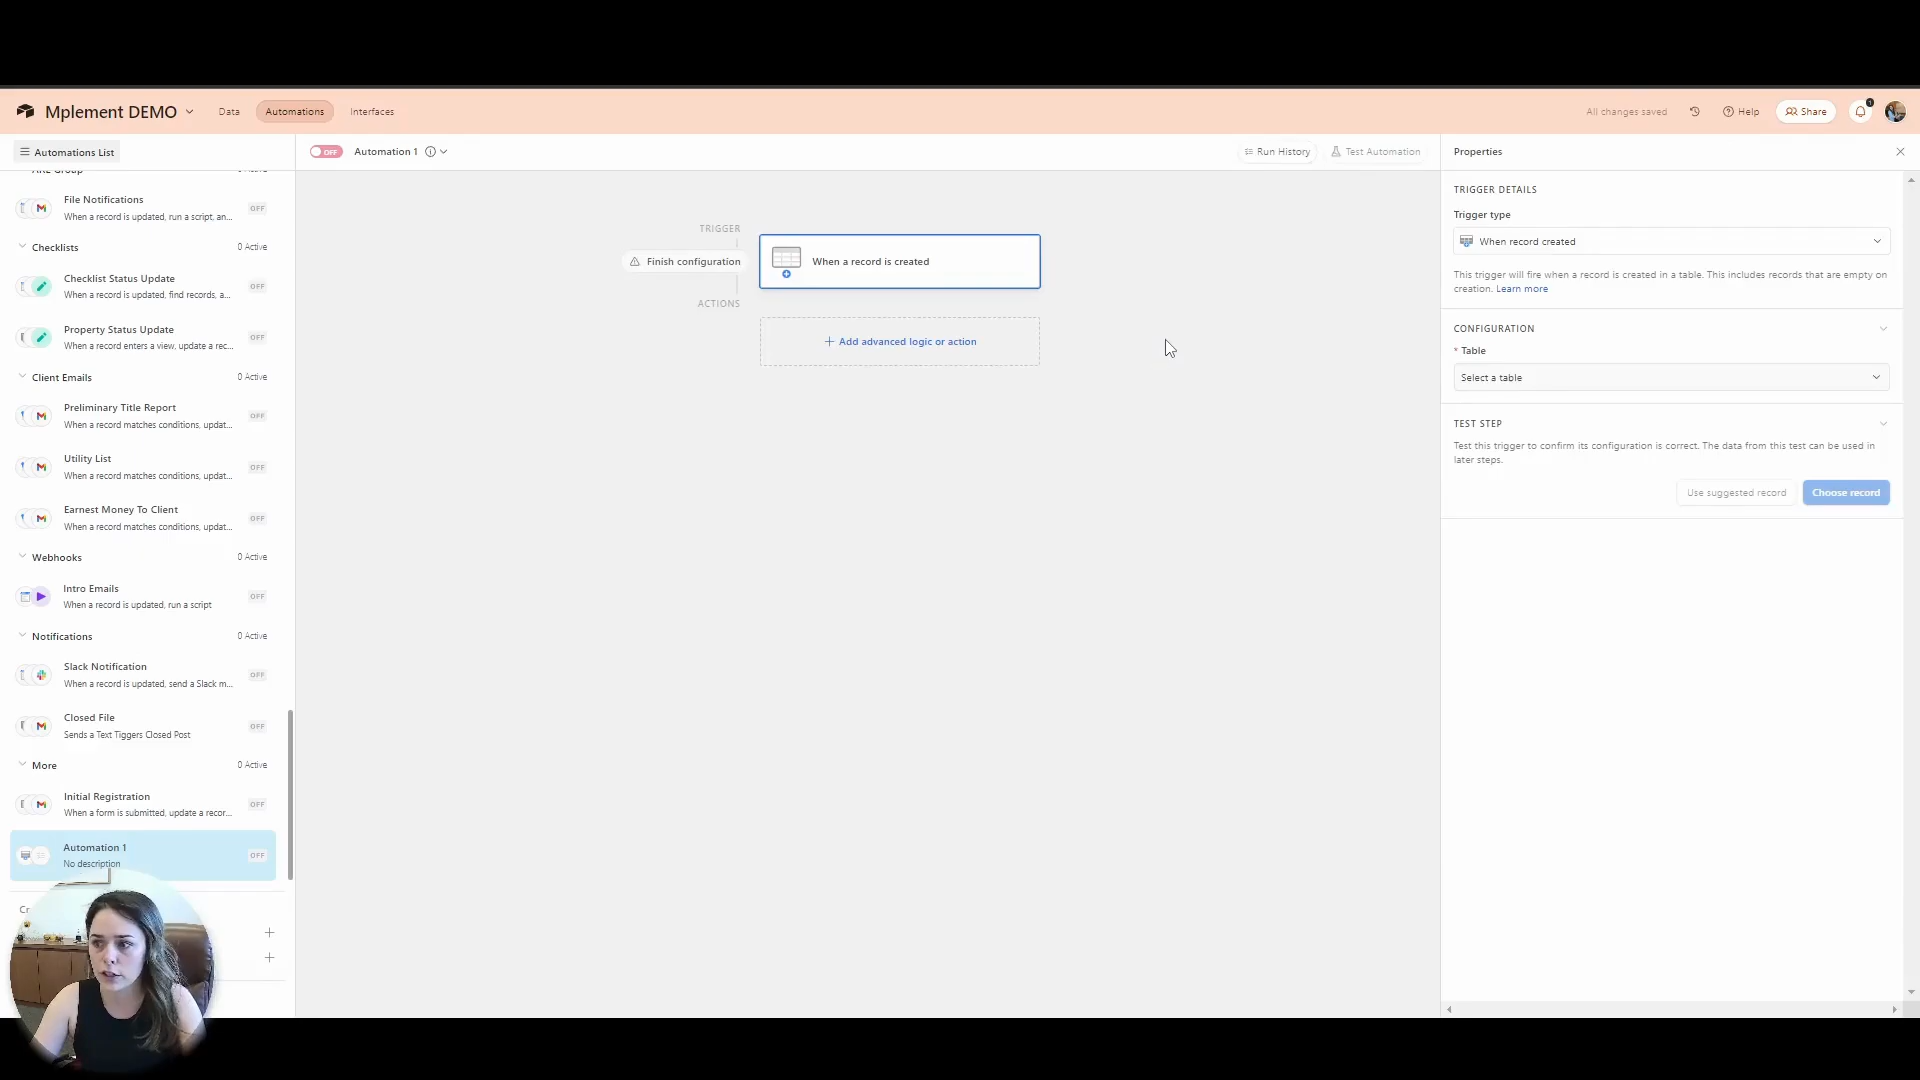 Mplement DEMO
Data
Automations
Interfaces
All changes saved
Help
1
Share
Automations List
OFF
Automation 1
Run History
Test Automation
Properties
ARE Group
0 Active
File Notifications
When a record is updated, run a script, an...
OFF
Checklists
0 Active
Checklist Status Update
When a record is updated, find records, a...
OFF
Property Status Update
When a record enters a view, update a rec...
OFF
Client Emails
0 Active
Preliminary Title Report
When a record matches conditions, updat...
OFF
Utility List
When a record matches conditions, updat...
OFF
Earnest Money To Client
When a record matches conditions, updat...
OFF
Webhooks
0 Active
Intro Emails
When a record is updated, run a script
OFF
Notifications
0 Active
Slack Notification
When a record is updated, send a Slack m...
OFF
Closed File
Sends a Text Tiggers Closed Post
OFF
More
0 Active
Initial Registration
When a form is submitted, update a recor...
OFF
Automation 1
No description
OFF
Cr
TRIGGER
Finish configuration
When a record is created
ACTIONS
+ Add advanced logic or action
TRIGGER DETAILS
Trigger type
When record created
This trigger will fire when a record is created in a table. This includes records that are empty on
creation. Learn more
CONFIGURATION
* Table
Select a table
TEST STEP
Test this trigger to confirm its configuration is correct. The data from this test can be used in
later steps.
Use suggested record
Choose record